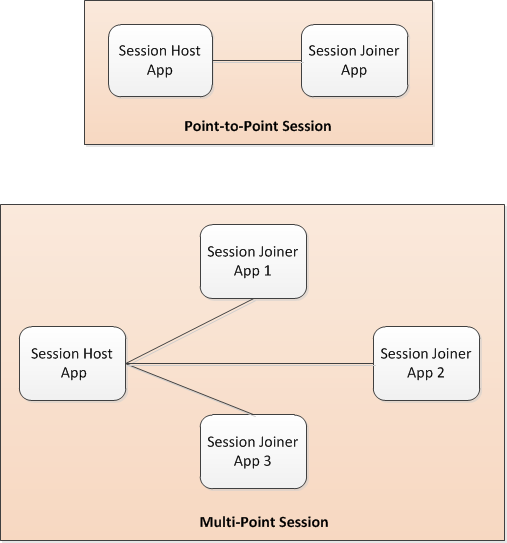 Session Host
App
Session Joiner
App
Point-to-Point Session
Session Joiner
App 1
Session Host
App
Session Joiner
App 2
Session Joiner
App 3
Multi-Point Session